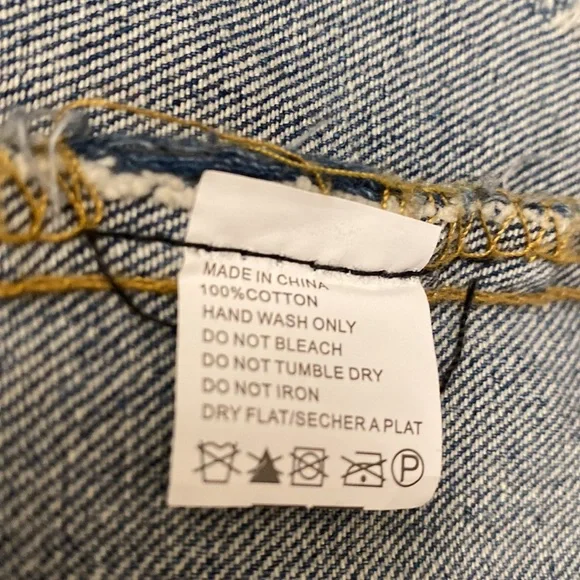 MADE IN CHINA
100%COTTON
HAND WASH ONLY
DO NOT BLEACH
DO NOT TUMBLE DRY
DO NOT IRON
DRY FLAT/SECHER A PLAT
P